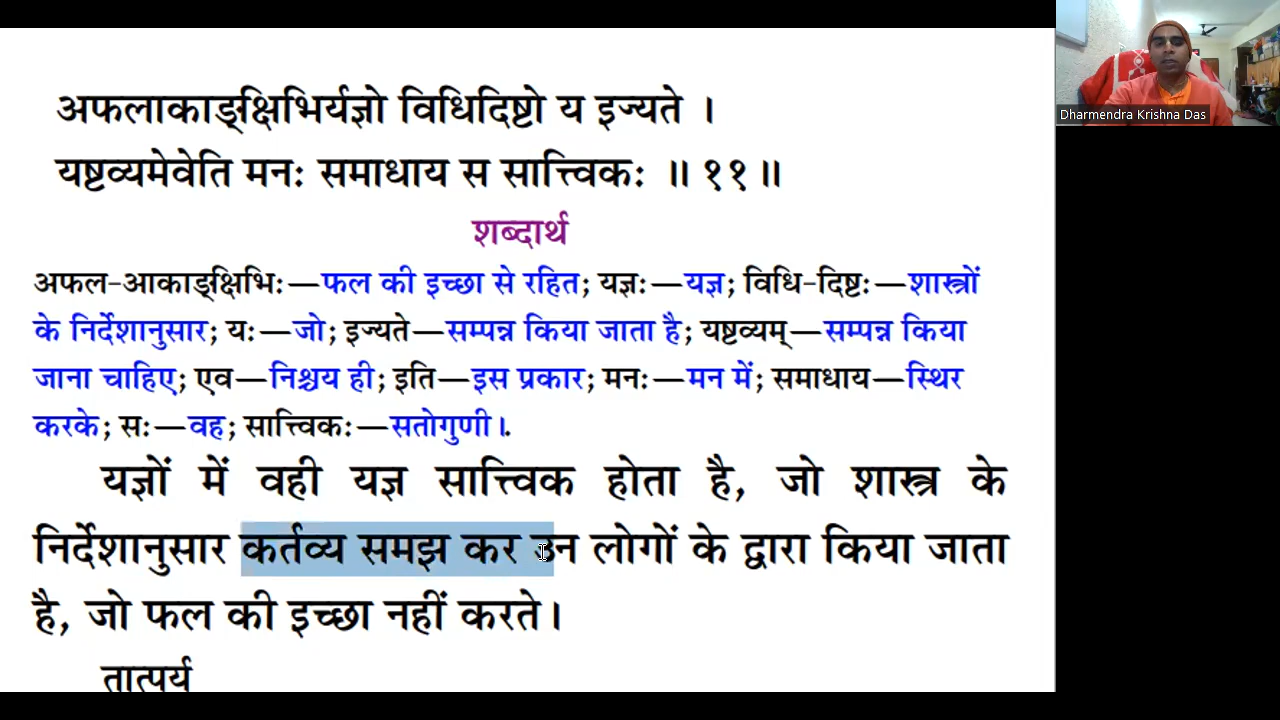 अफलाकाङ्क्षिभिर्यज्ञो विधिदिष्टो य इज्यते ।
यष्टव्यमेवेति मनः समाधाय स सात्त्विकः ॥ ११॥
शब्दार्थ
अफल-आकाङ्क्षिभिः—फल की इच्छा से रहित; यज्ञः—यज्ञ; विधि-दिष्टः—शास्त्रों
के निर्देशानुसार; यः—जो; इज्यते—सम्पन्न किया जाता है; यष्टव्यम्—सम्पन्न किया
जाना चाहिए; एव—निश्चय ही; इति—इस प्रकार; मनः—मन में; समाधाय—स्थिर
करके; सः—वह; सात्त्विकः—सतोगुणी।.
यज्ञों में वही यज्ञ सात्त्विक होता है, जो शास्त्र के
निर्देशानुसार कर्तव्य समझ कर उन लोगों के द्वारा किया जाता
है, जो फल की इच्छा नहीं करते।
तात्पर्य
Dharmendra Krishna Das